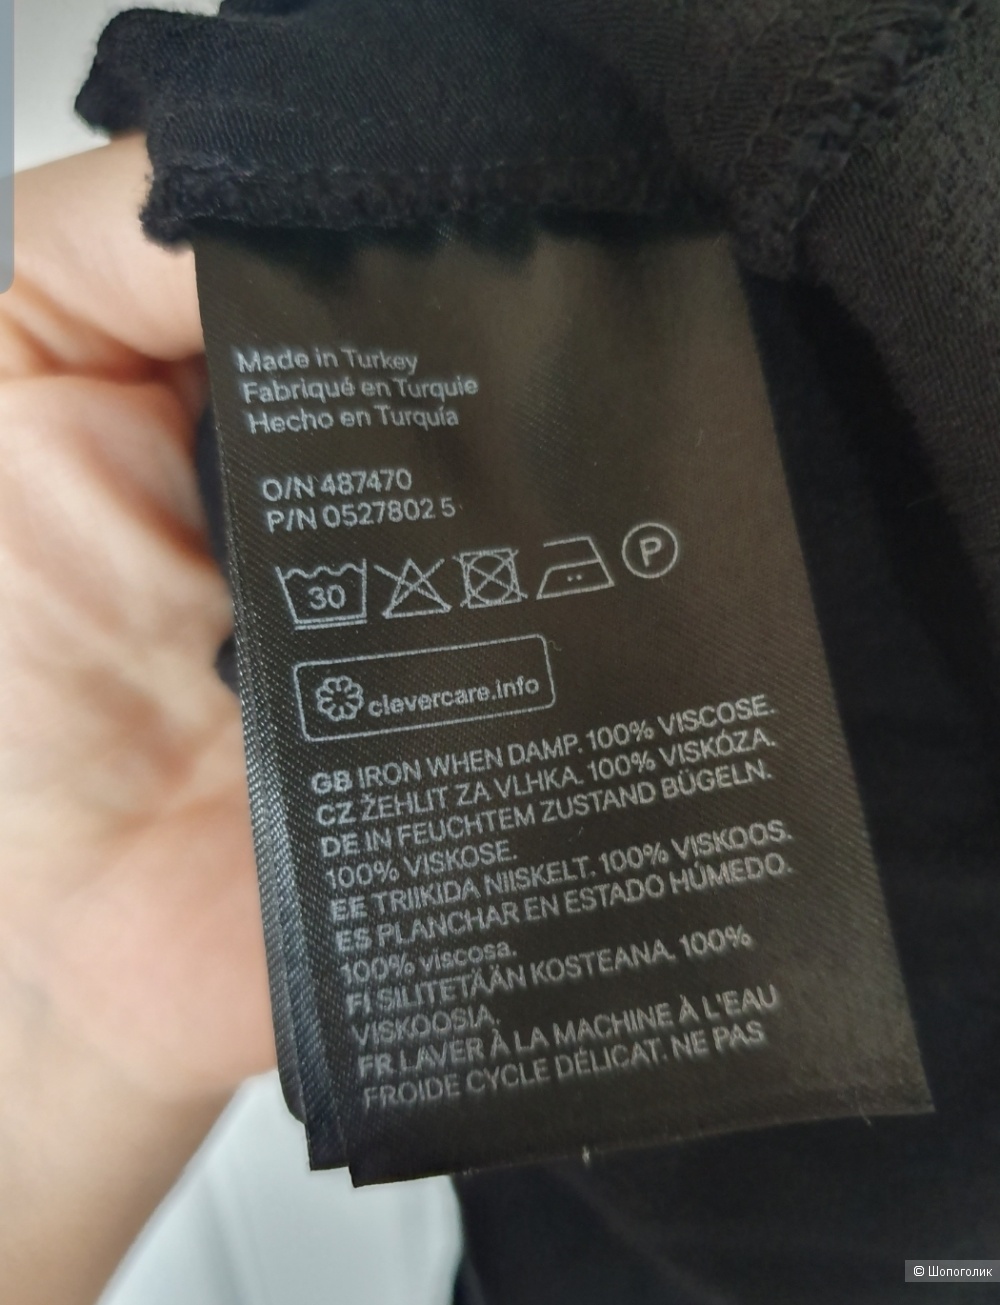 Made in Turkey
Fabriqué en Turquie
Hecho en Turquía
O/N 487470
P/N 0527802 5
30
P
clevercare.info
GB IRON WHEN DAMP. 100% VISCOSE.
CZ ŽEHLIT ZA VLHKA. 100% VISKÓZA.
DE IN FEUCHTEM ZUSTAND BÜGELN.
100% VISKOSE.
EE TRIIKIDA NIISKELT. 100% VISKOOS.
ES PLANCHAR EN ESTADO HÚMEDO.
100% viscosa.
FI SILITETÄÄN KOSTEANA. 100%
VISKOOSIA.
FR LAVER À LA MACHINE À L'EAU
FROIDE CYCLE DÉLICAT. NE PAS
© Шопоголик